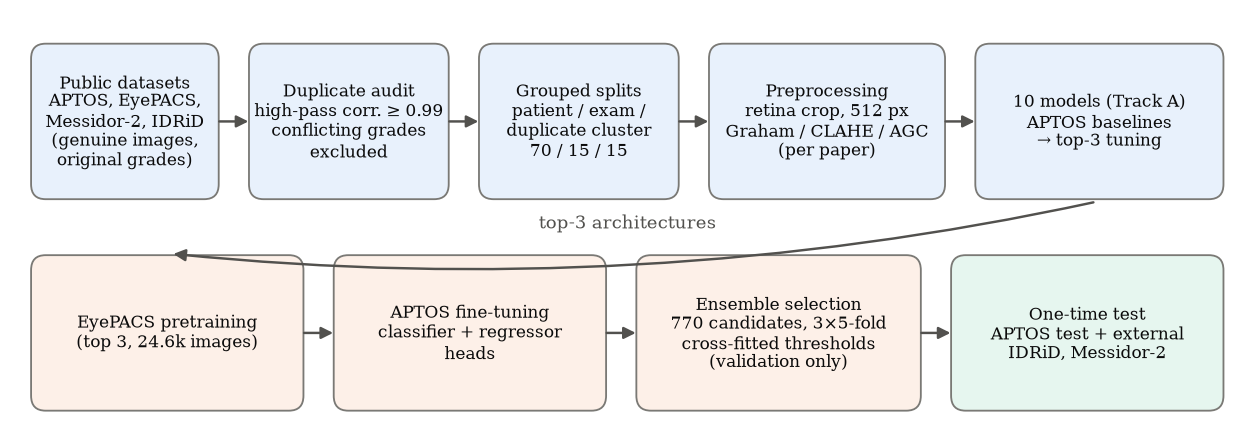 Public datasets
APTOS, EyePACS,
Messidor-2, IDRiD
(genuine images,
original grades)
Duplicate audit
high-pass corr. ≥ 0.99
conflicting grades
excluded
Grouped splits
patient / exam /
duplicate cluster
70 / 15 / 15
Preprocessing
retina crop, 512 px
Graham / CLAHE / AGC
(per paper)
10 models (Track A)
APTOS baselines
→ top-3 tuning
top-3 architectures
EyePACS pretraining
(top 3, 24.6k images)
APTOS fine-tuning
classifier + regressor
heads
Ensemble selection
770 candidates, 3×5-fold
cross-fitted thresholds
(validation only)
One-time test
APTOS test + external
IDRiD, Messidor-2